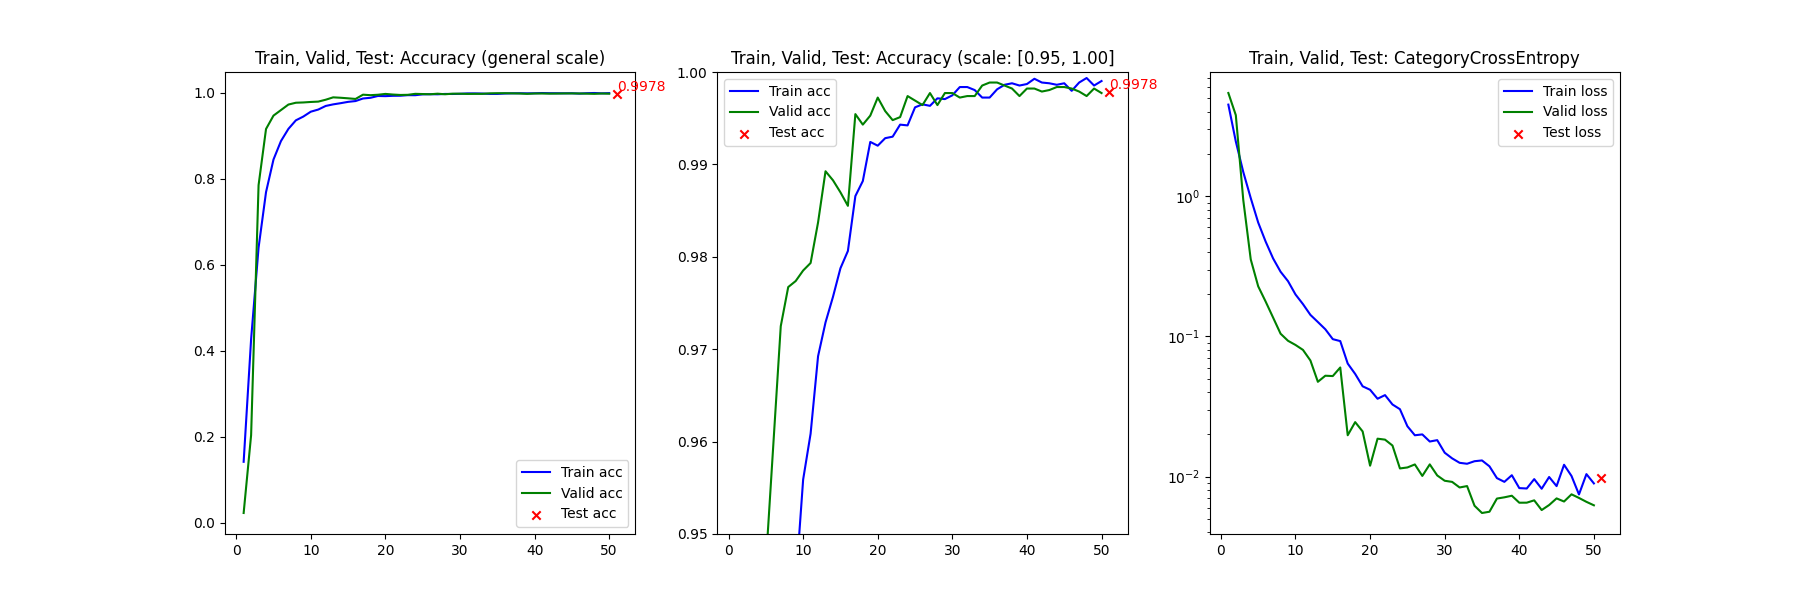 Train, Valid, Test: Accuracy (general scale)
1.0
0.8
0.6
0.4
0.2
0.0
0 10 20 30 40 50
0.9978
Train acc
Valid acc
Test acc
Train, Valid, Test: Accuracy (scale: [0.95, 1.00]
1.00
0.99
0.98
0.97
0.96
0.95
0 10 20 30 40 50
Train acc
Valid acc
Test acc
0.9978
Train, Valid, Test: CategoryCrossEntropy
10⁰
10⁻¹
10⁻²
0 10 20 30 40 50
Train loss
Valid loss
Test loss